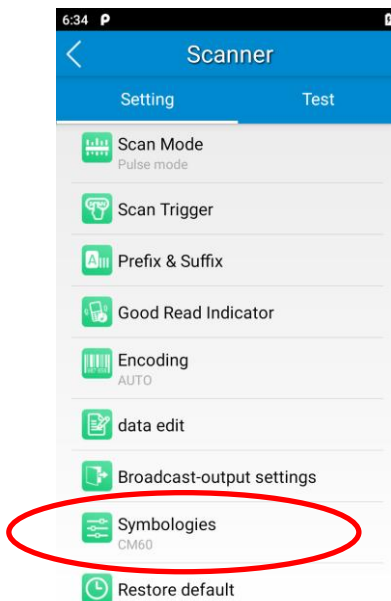 6:34 P
Scanner
Setting Test
Scan Mode
Pulse mode
Scan Trigger
Prefix & Suffix
Good Read Indicator
Encoding
AUTO
data edit
Broadcast-output settings
Symbologies
CM60
Restore default